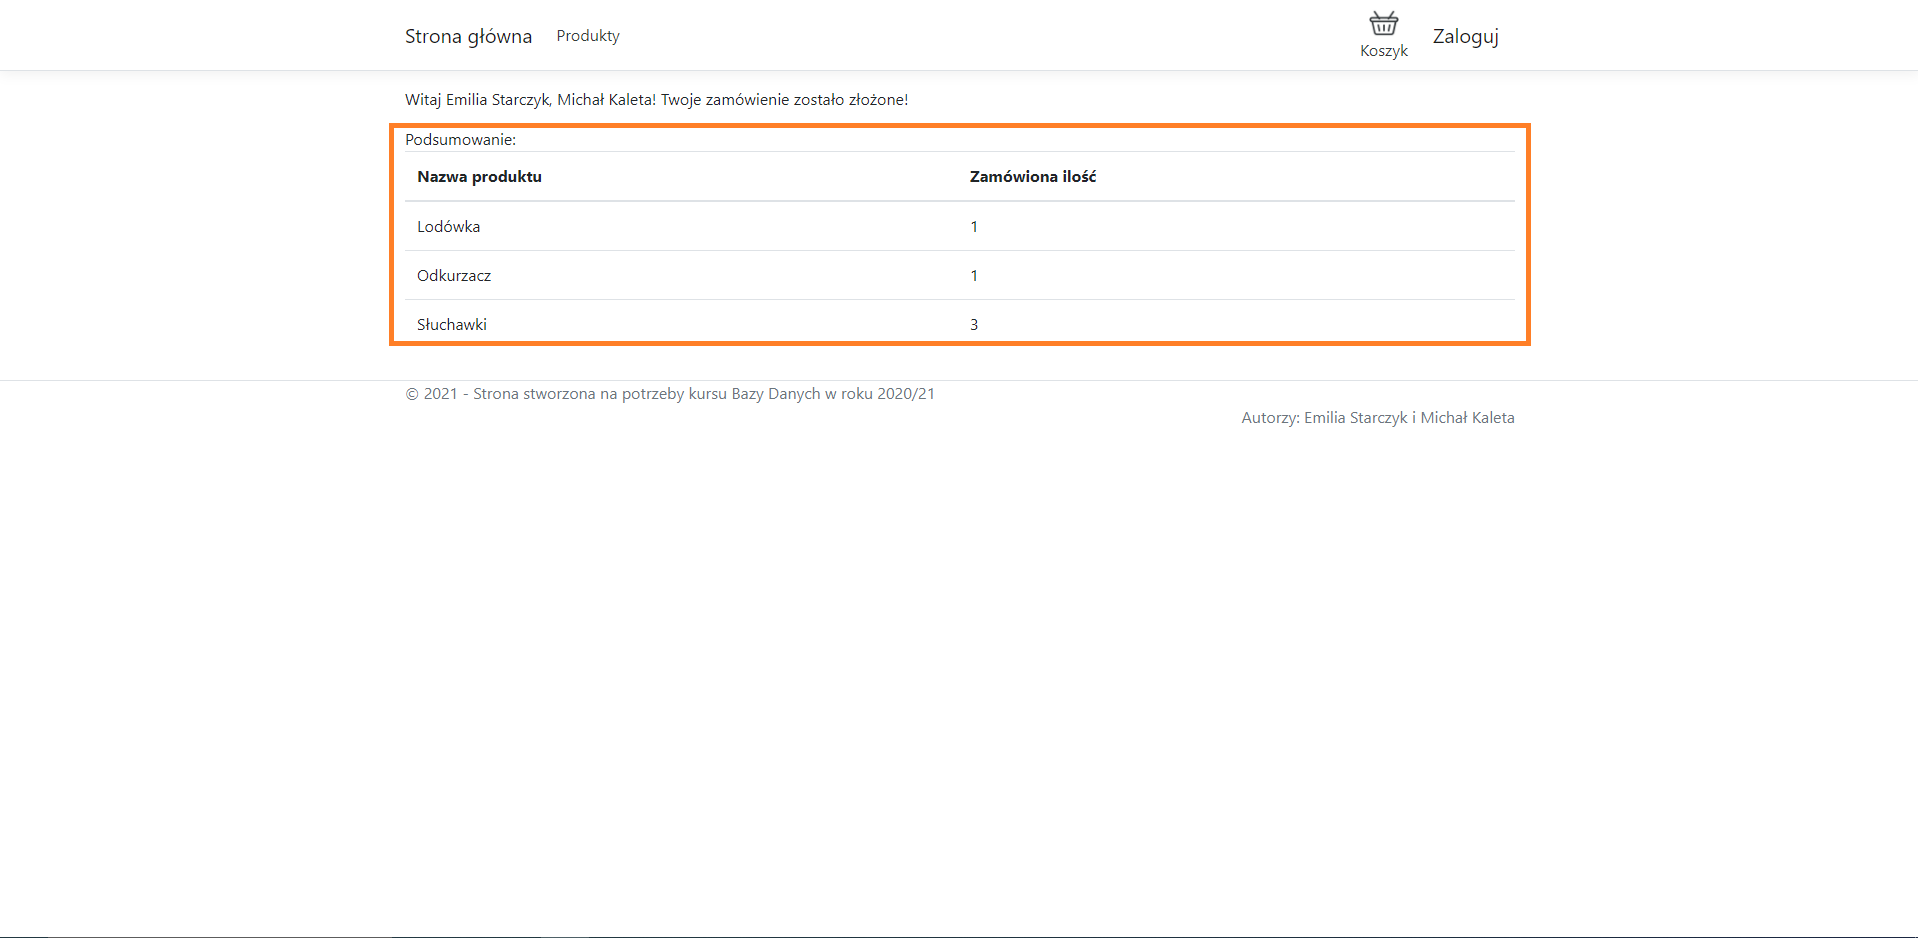 Strona główna Produkty Koszyk Zaloguj
Witaj Emilia Starczyk, Michał Kaleta! Twoje zamówienie zostało złożone!
Podsumowanie:
Nazwa produktu Zamówiona ilość
Lodówka 1
Odkurzacz 1
Słuchawki 3
© 2021 - Strona stworzona na potrzeby kursu Bazy Danych w roku 2020/21
Autorzy: Emilia Starczyk i Michał Kaleta